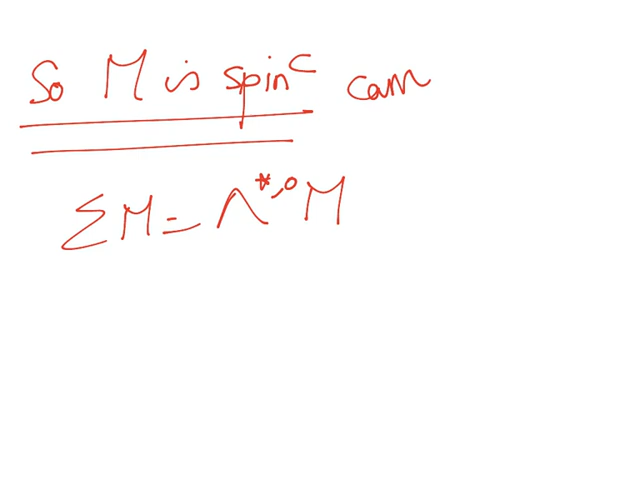 So M is spin^c can
ΣM = Λ^{*,0} M